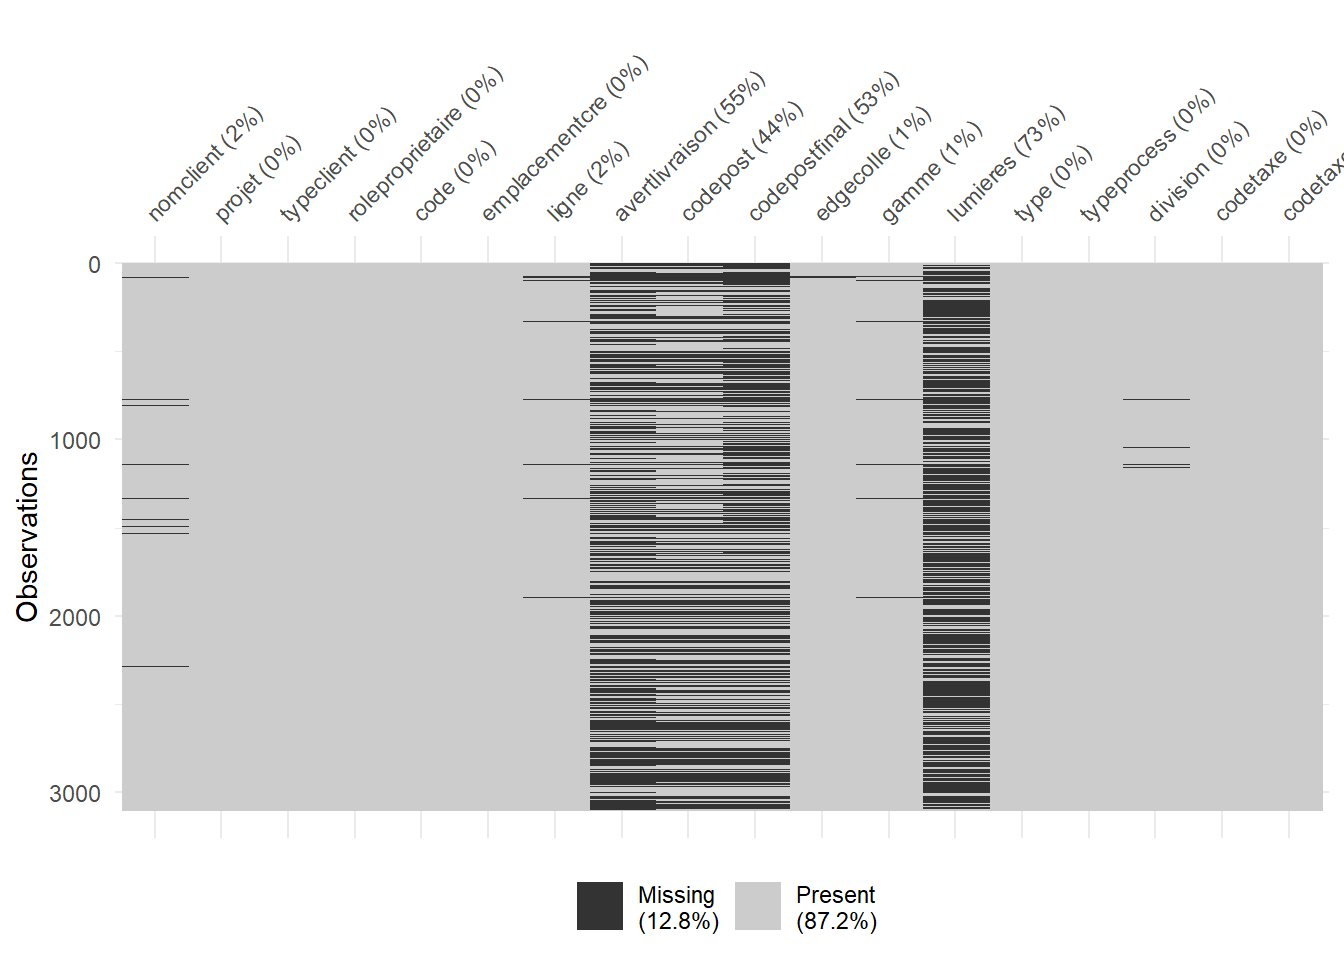 nomclient (2%)
projet (0%)
typeclient (0%)
roleproprietaire (0%)
code (0%)
emplacementcre (0%)
ligne (2%)
avertlivraison (55%)
codepost (44%)
codepostfinal (53%)
edgecolle (1%)
gamme (1%)
lumieres (73%)
type (0%)
typeprocess (0%)
division (0%)
codetaxe (0%)
codetaxe
0
1000
2000
3000
Observations
Missing
(12.8%)
Present
(87.2%)